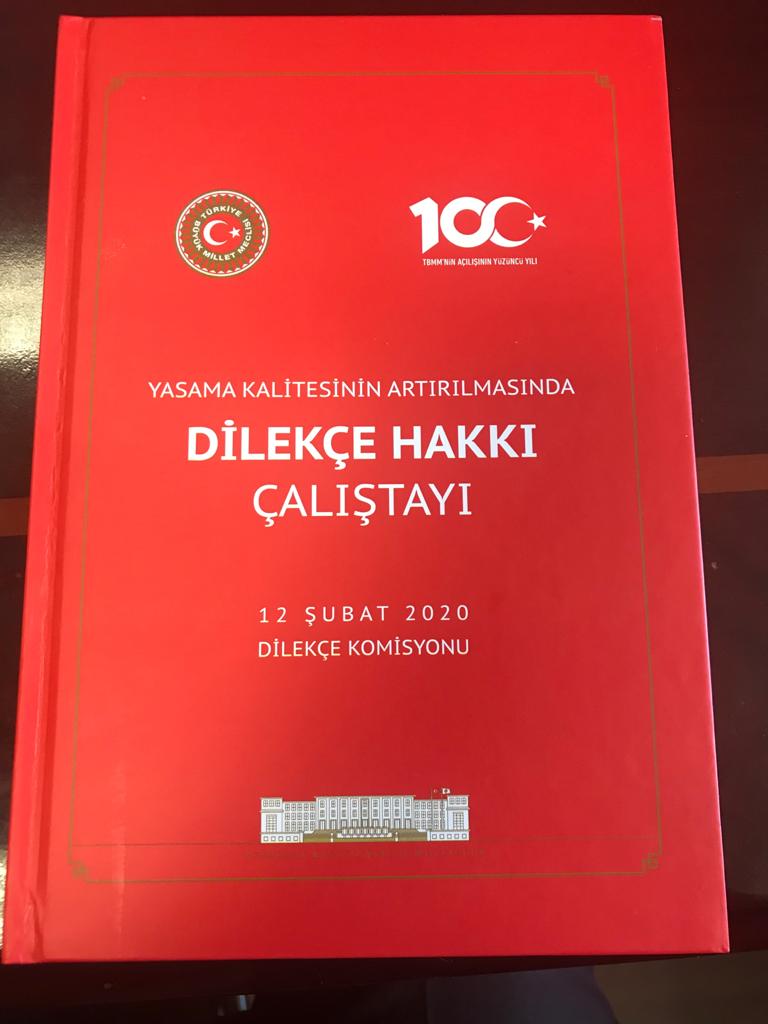 TÜRKİYE
BÜYÜK MİLLET MECLİSİ
100
TBMM'NİN AÇILIŞININ YÜZÜNCÜ YILI
YASAMA KALİTESİNİN ARTIRILMASINDA
DİLEKÇE HAKKI
ÇALIŞTAYI
12 ŞUBAT 2020
DİLEKÇE KOMİSYONU